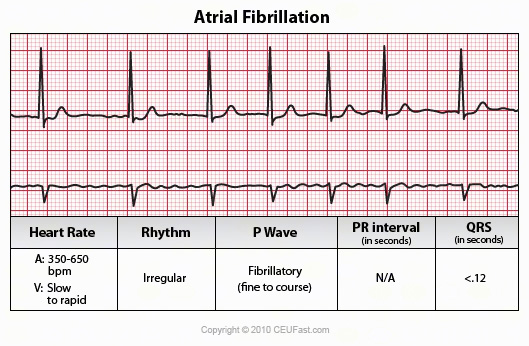 Atrial Fibrillation
Heart Rate
Rhythm
P Wave
PR interval
(in seconds)
QRS
(in seconds)
A: 350-650
bpm
V: Slow
to rapid
Irregular
Fibrillatory
(fine to course)
N/A
<.12
Copyright © 2010 CEUFast.com